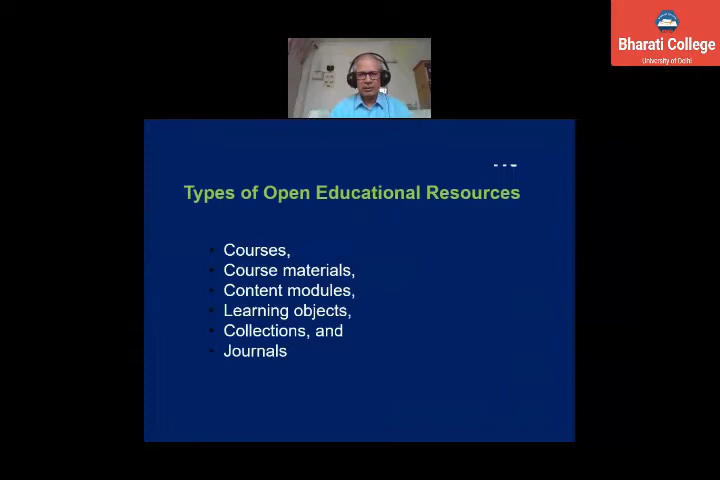 Bharati College
University of Delhi
Types of Open Educational Resources
• Courses,
• Course materials,
• Content modules,
• Learning objects,
• Collections, and
• Journals